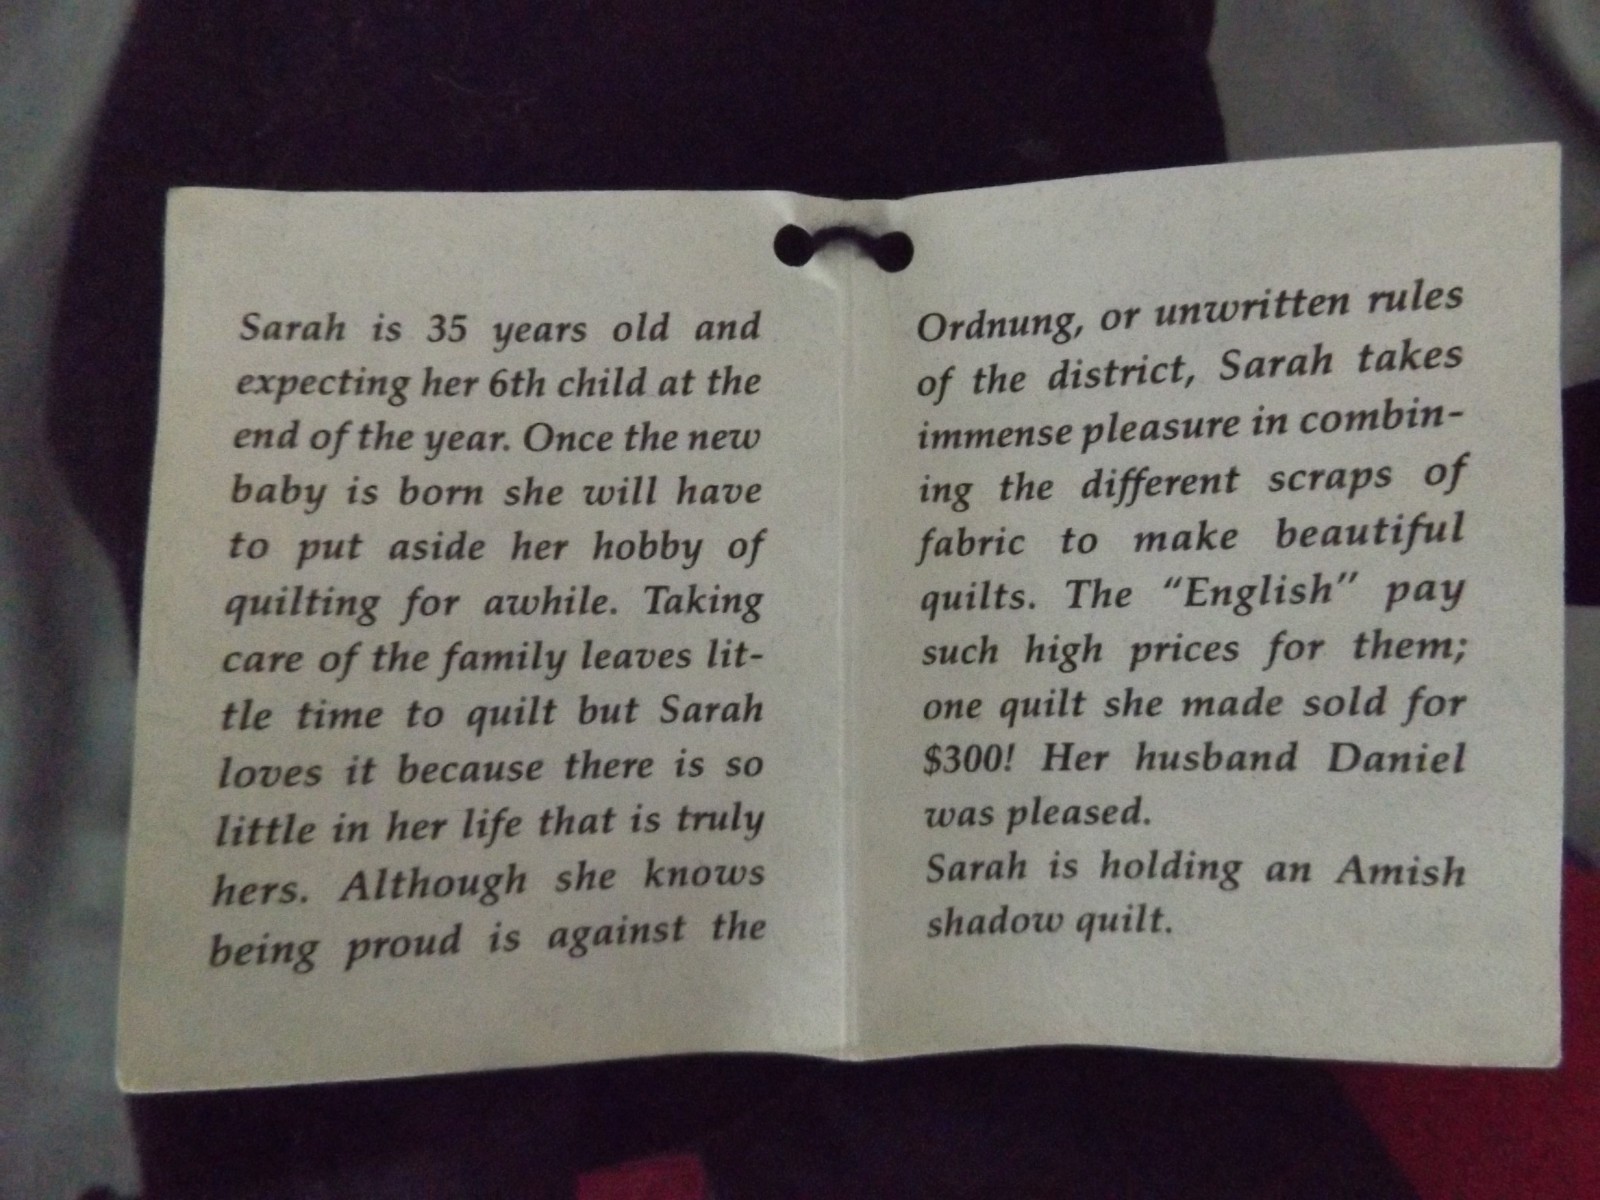 Sarah is 35 years old and
expecting her 6th child at the
end of the year. Once the new
baby is born she will have
to put aside her hobby of
quilting for awhile. Taking
care of the family leaves lit-
tle time to quilt but Sarah
loves it because there is so
little in her life that is truly
hers. Although she knows
being proud is against the
Ordnung, or unwritten rules
of the district, Sarah takes
immense pleasure in combin-
ing the different scraps of
fabric to make beautiful
quilts. The “English” pay
such high prices for them;
one quilt she made sold for
$300! Her husband Daniel
was pleased.
Sarah is holding an Amish
shadow quilt.